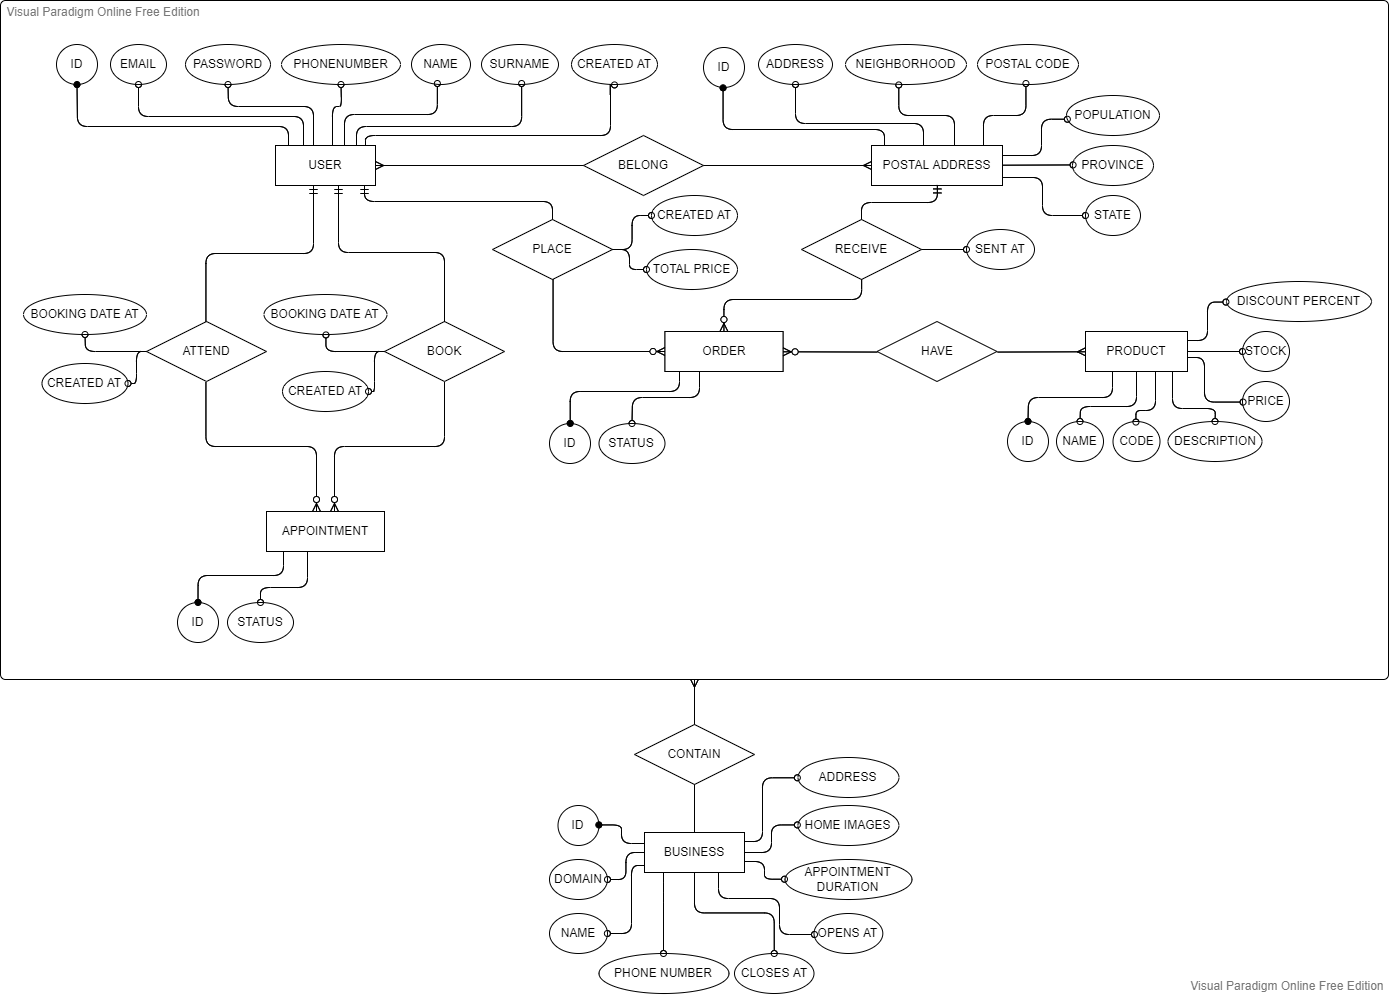 Visual Paradigm Online Free Edition
ID
EMAIL
PASSWORD
PHONENUMBER
NAME
SURNAME
CREATED AT
ID
ADDRESS
NEIGHBORHOOD
POSTAL CODE
POPULATION
USER
BELONG
POSTAL ADDRESS
PROVINCE
CREATED AT
STATE
PLACE
RECEIVE
SENT AT
TOTAL PRICE
BOOKING DATE AT
BOOKING DATE AT
DISCOUNT PERCENT
ATTEND
BOOK
ORDER
HAVE
PRODUCT
STOCK
CREATED AT
CREATED AT
PRICE
ID
STATUS
ID
NAME
CODE
DESCRIPTION
APPOINTMENT
ID
STATUS
CONTAIN
ADDRESS
ID
HOME IMAGES
BUSINESS
DOMAIN
APPOINTMENT
DURATION
NAME
OPENS AT
PHONE NUMBER
CLOSES AT
Visual Paradigm Online Free Edition